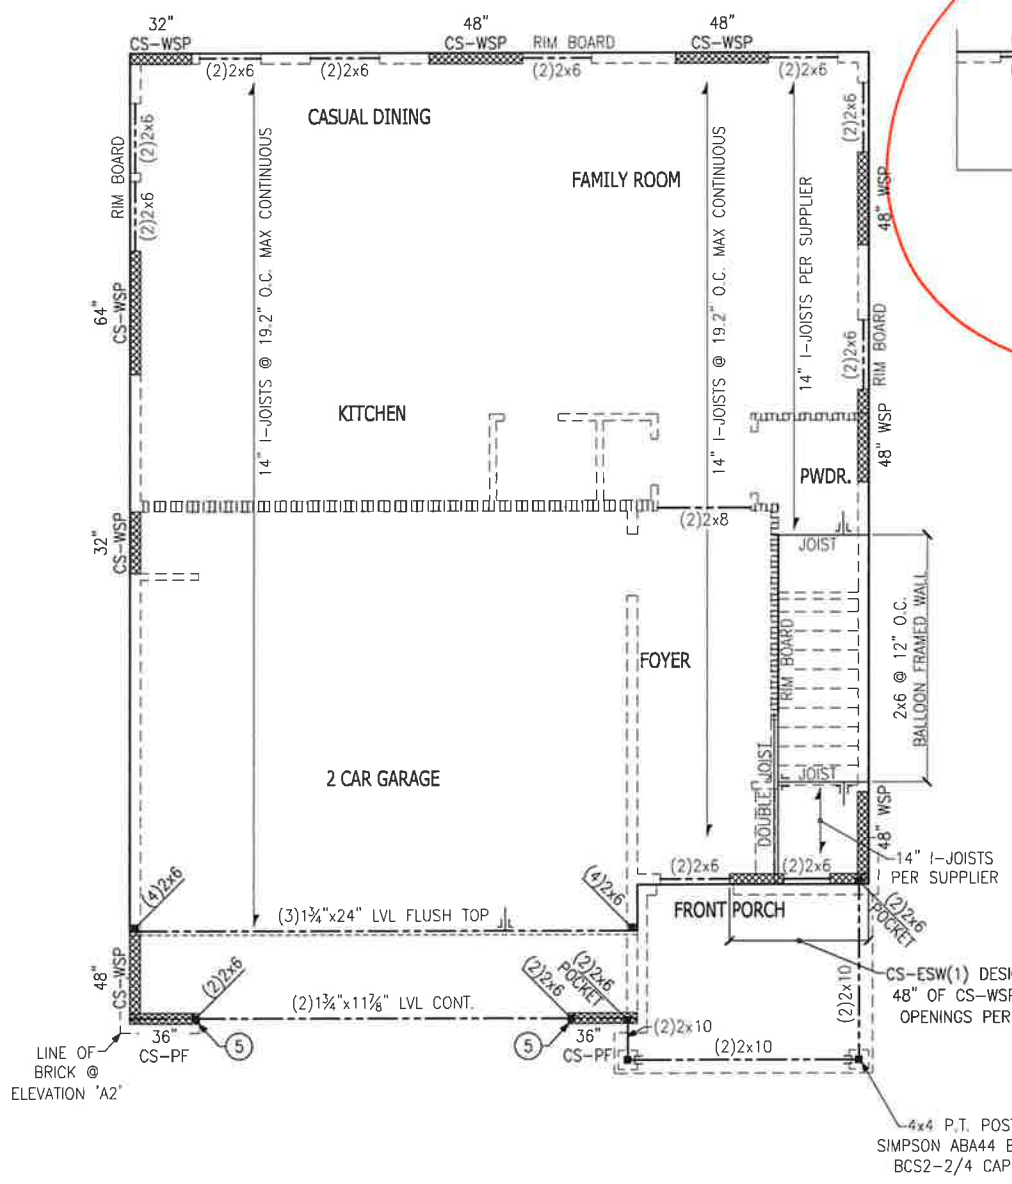 32"
CS-WSP
48"
CS-WSP
RIM BOARD
48"
CS-WSP
(2)2x6
(2)2x6
(2)2x6
(2)2x6
CASUAL DINING
FAMILY ROOM
RIM BOARD
(2)2x6
(2)2x6
14" I-JOISTS @ 19.2" O.C. MAX CONTINUOUS
14" I-JOISTS @ 19.2" O.C. MAX CONTINUOUS
14" I-JOISTS PER SUPPLIER
(2)2x6
48" WSP
64"
CS-WSP
(2)2x6
RIM BOARD
KITCHEN
48" WSP
PWDR.
(2)2x8
JOIST
32"
CS-WSP
FOYER
RIM BOARD
2x6 @ 12" O.C.
BALLOON FRAMED WALL
2 CAR GARAGE
DOUBLE JOIST
JOIST
48" WSP
14" I-JOISTS
PER SUPPLIER
(4)2x6
(4)2x6
(2)2x6
(2)2x6
(3)1¾"x24" LVL FLUSH TOP
FRONT PORCH
(2)2x6
POCKET
48"
CS-WSP
(2)2x6
(2)1¾"x11⅞" LVL CONT.
(2)2x6
(2)2x6
POCKET
(2)2x10
CS-ESW(1)
48" OF CS-WSP
OPENINGS PER
36"
CS-PF
5
5
36"
CS-PF
(2)2x10
(2)2x10
LINE OF
BRICK @
ELEVATION 'A2'
4x4 P.T. POST
SIMPSON ABA44
BCS2-2/4 CAP